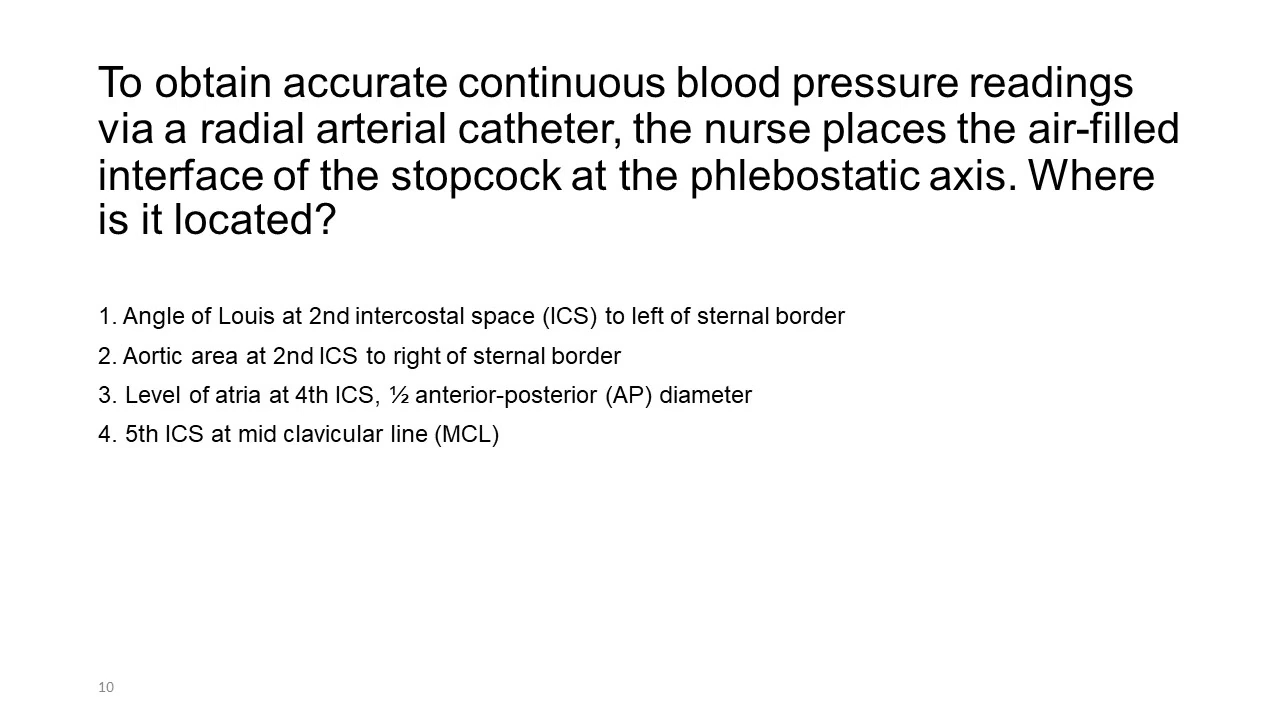 To obtain accurate continuous blood pressure readings
via a radial arterial catheter, the nurse places the air-filled
interface of the stopcock at the phlebostatic axis. Where
is it located?
1. Angle of Louis at 2nd intercostal space (ICS) to left of sternal border
2. Aortic area at 2nd ICS to right of sternal border
3. Level of atria at 4th ICS, ½ anterior-posterior (AP) diameter
4. 5th ICS at mid clavicular line (MCL)
10